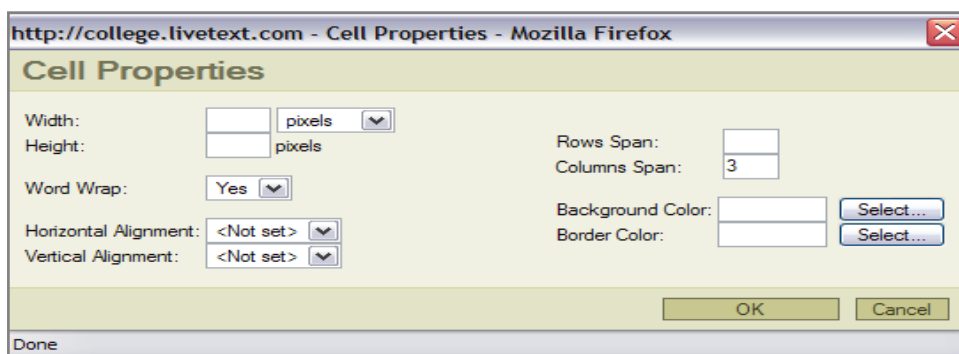 http://college.livetext.com - Cell Properties - Mozilla Firefox
Cell Properties
Width: pixels
Height: pixels
Word Wrap: Yes
Horizontal Alignment: <Not set>
Vertical Alignment: <Not set>
Rows Span:
Columns Span: 3
Background Color: Select...
Border Color: Select...
OK Cancel
Done